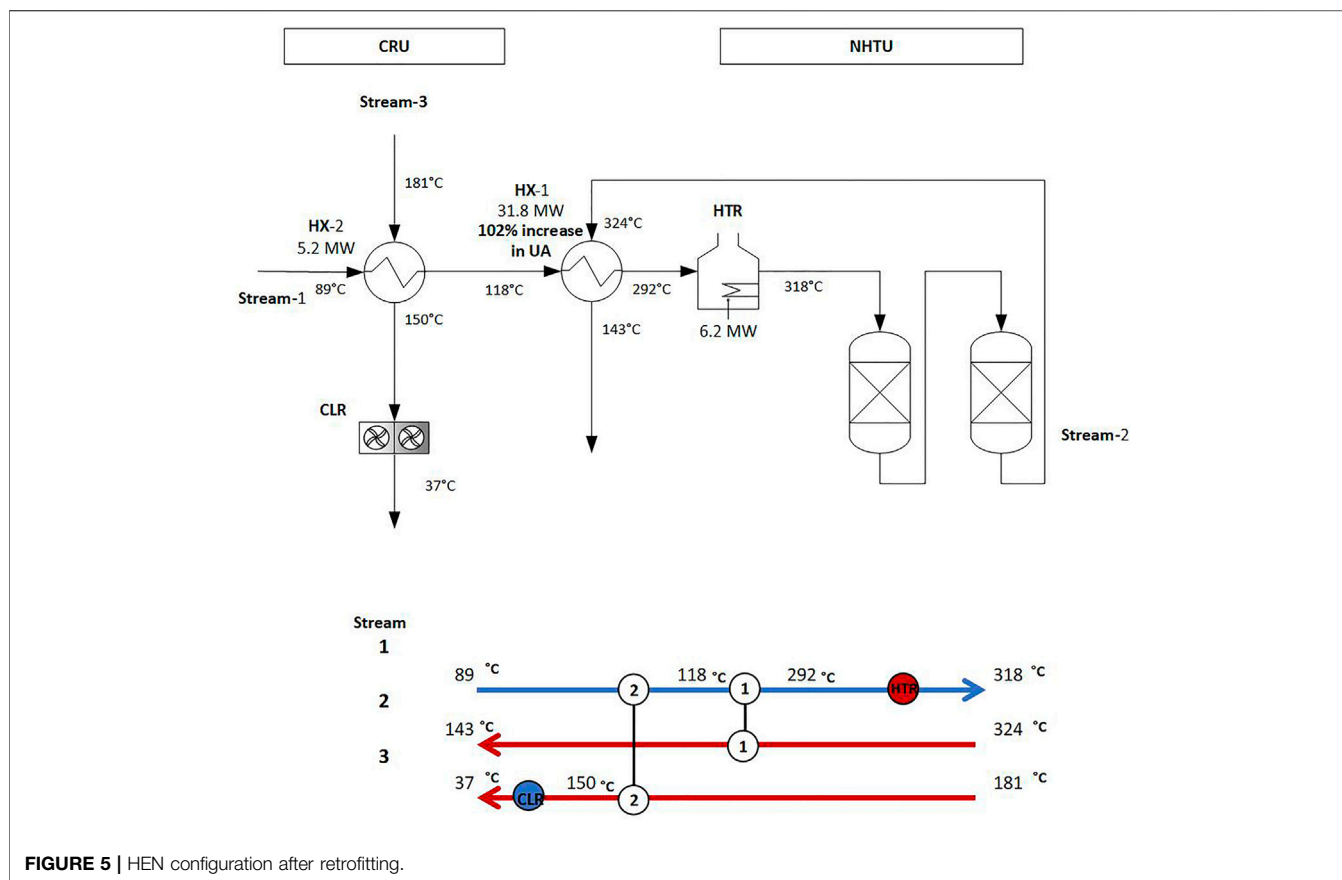 CRU
NHTU
Stream-3
181°C
HX-1
31.8 MW
102% increase
in UA
324°C
HTR
HX-2
5.2 MW
89°C
Stream-1
118°C
292°C
318°C
150°C
143°C
6.2 MW
CLR
Stream-2
37°C
Stream
1
89 °C
2
118 °C
1
292 °C
HTR
318 °C
2
143 °C
1
324 °C
3
37 °C
CLR
150 °C
2
181 °C
FIGURE 5 | HEN configuration after retrofitting.